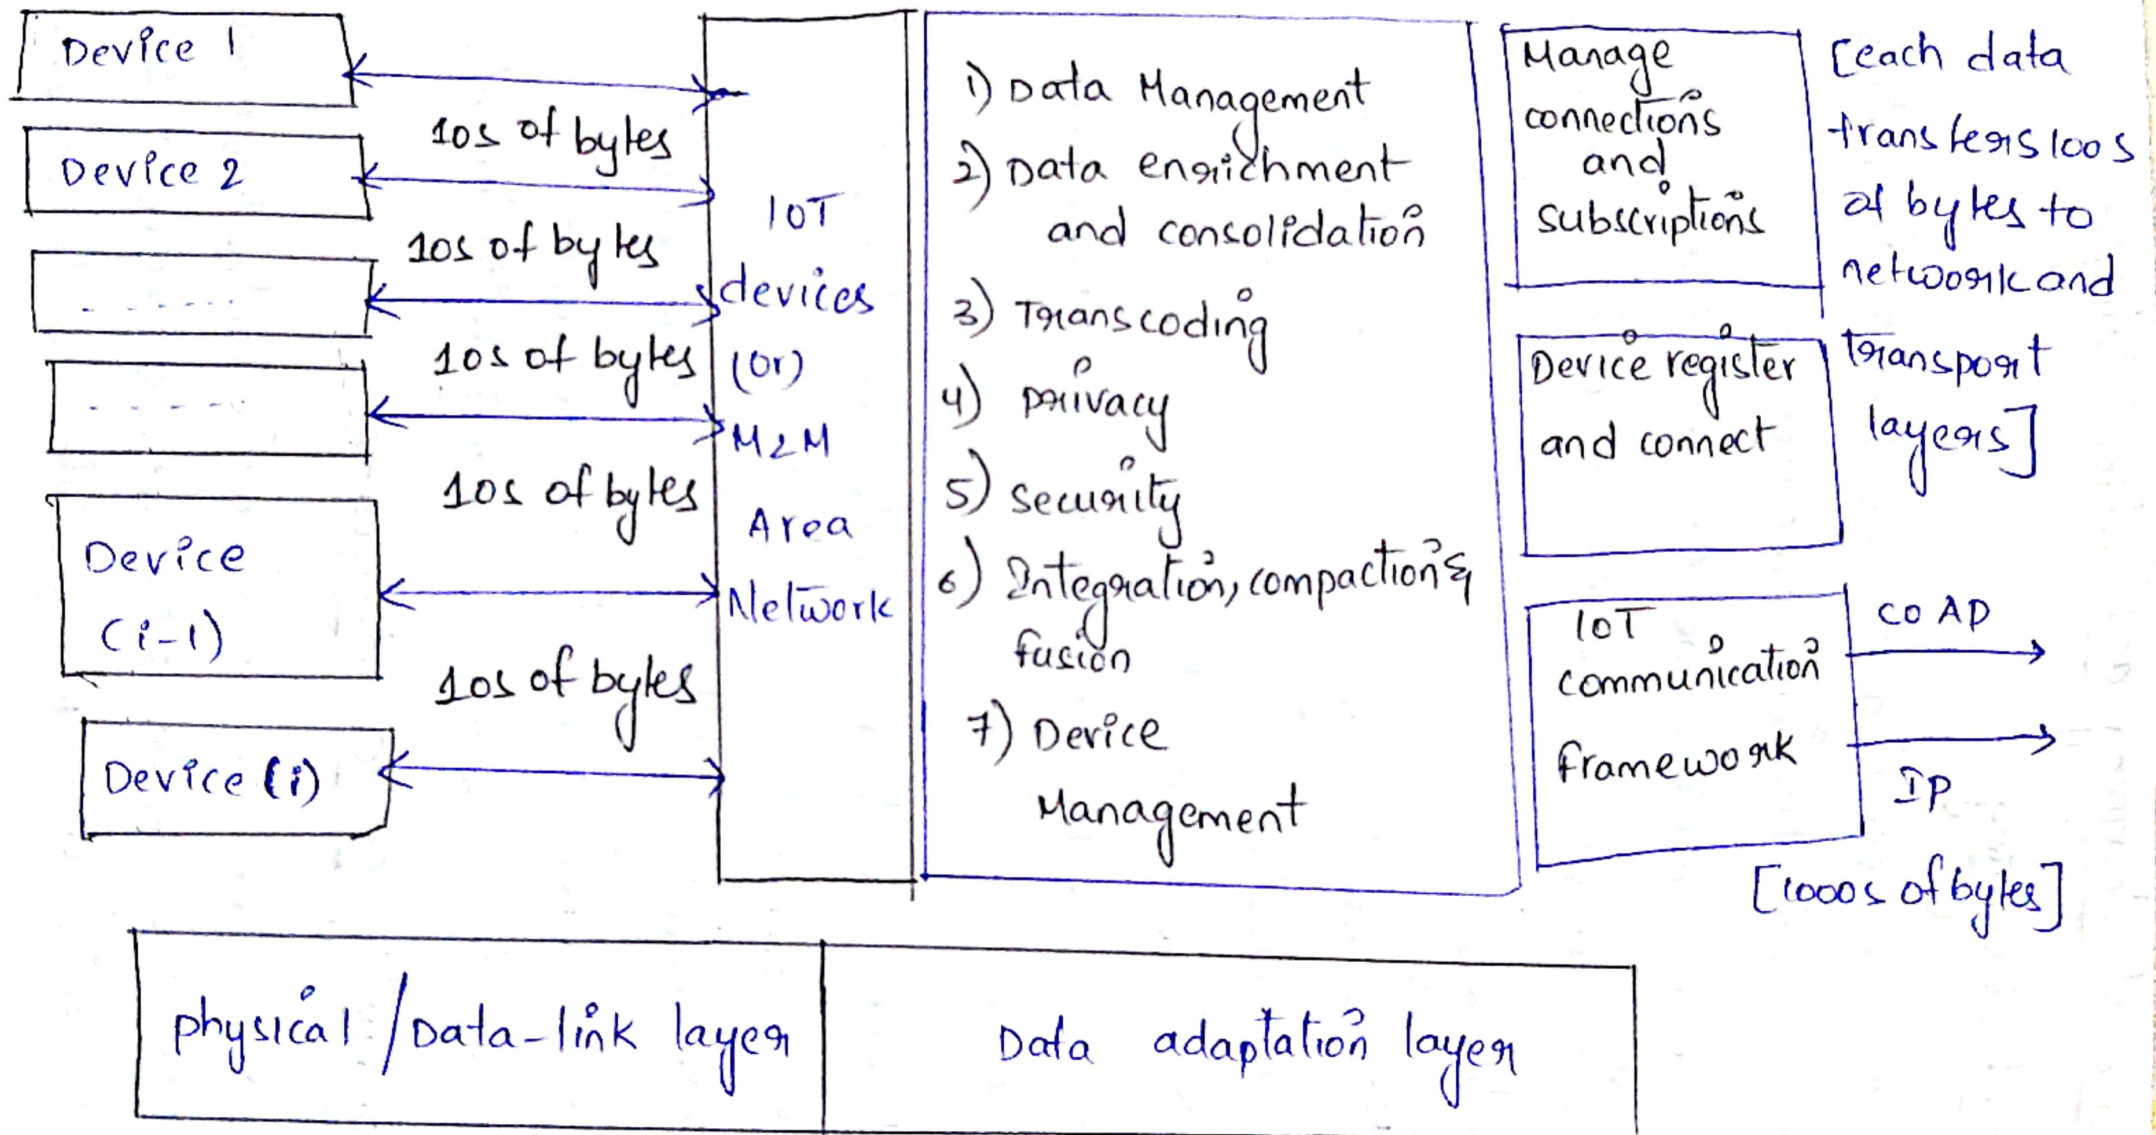 Device 1
10s of bytes
Device 2
10s of bytes
.......
10s of bytes
.....
10s of bytes
Device
(i-1)
10s of bytes
Device (i)
IOT
devices
(or)
M2M
Area
Network
1) Data Management
2) Data enrichment
and consolidation
3) Transcoding
4) privacy
5) security
6) Integration, compaction &
fusion
7) Device
Management
Manage
connections
and
subscriptions
Device register
and connect
IOT
communication
framework
[each data
transfers 100s
of bytes to
network and
transport
layers]
CO AP
IP
[1000s of bytes]
physical / Data-link layer
Data adaptation layer